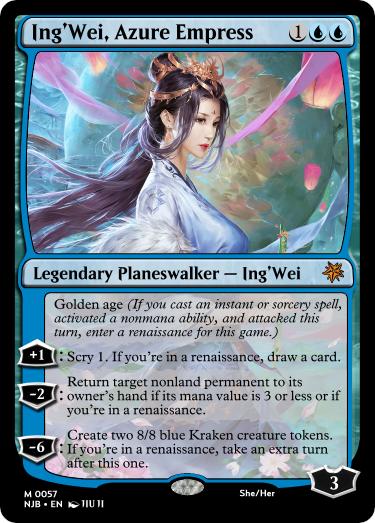 Ing'Wei, Azure Empress 1
Legendary Planeswalker — Ing'Wei
Golden age (If you cast an instant or sorcery spell,
activated a nonmana ability, and attacked this
turn, enter a renaissance for this game.)
+1: Scry 1. If you're in a renaissance, draw a card.
-2: Return target nonland permanent to its
owner's hand if its mana value is 3 or less or if
you're in a renaissance.
-6: Create two 8/8 blue Kraken creature tokens.
If you're in a renaissance, take an extra turn
after this one.
3
M 0057
She/Her
NJB • EN